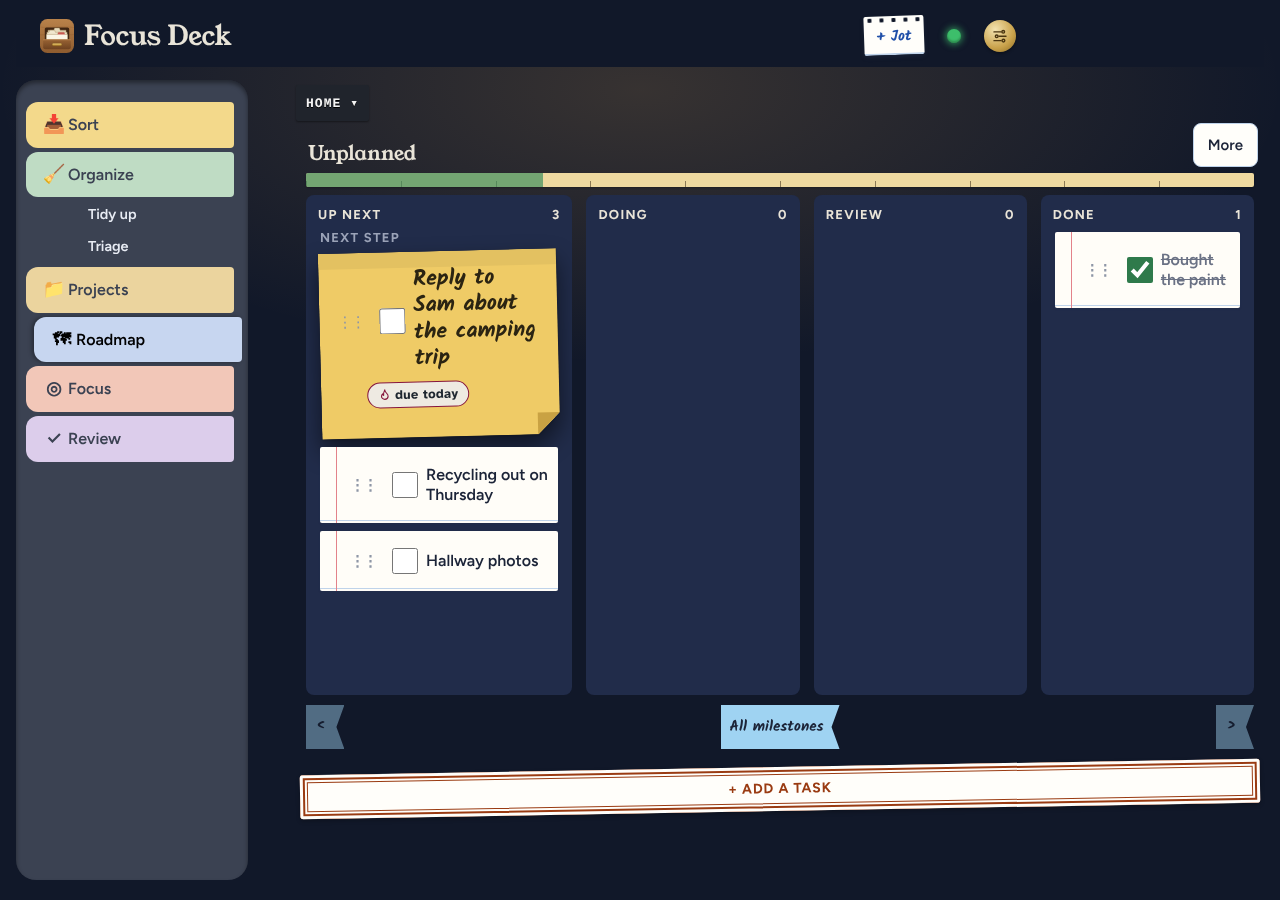 Focus Deck
+ Jot
Sort
Organize
Tidy up
Triage
Projects
Roadmap
Focus
Review
HOME ▾
Unplanned
More
UP NEXT 3
NEXT STEP
Reply to
Sam about
the camping
trip
due today
Recycling out on
Thursday
Hallway photos
DOING 0
REVIEW 0
DONE 1
Bought
the paint
<
All milestones
>
+ ADD A TASK